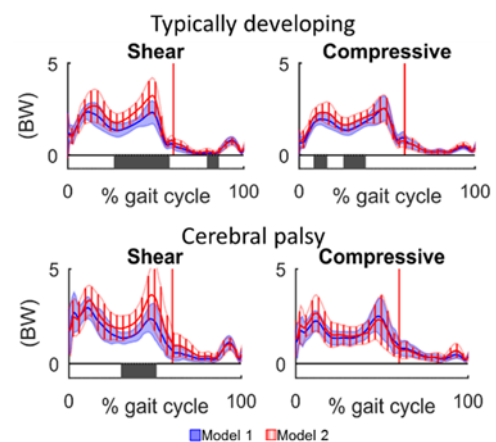 Typically developing
Shear
Compressive
5
5
(BW)
0
0
0
100
0
100
% gait cycle
% gait cycle
Cerebral palsy
Shear
Compressive
5
5
(BW)
0
0
0
100
0
100
% gait cycle
% gait cycle
Model 1
Model 2